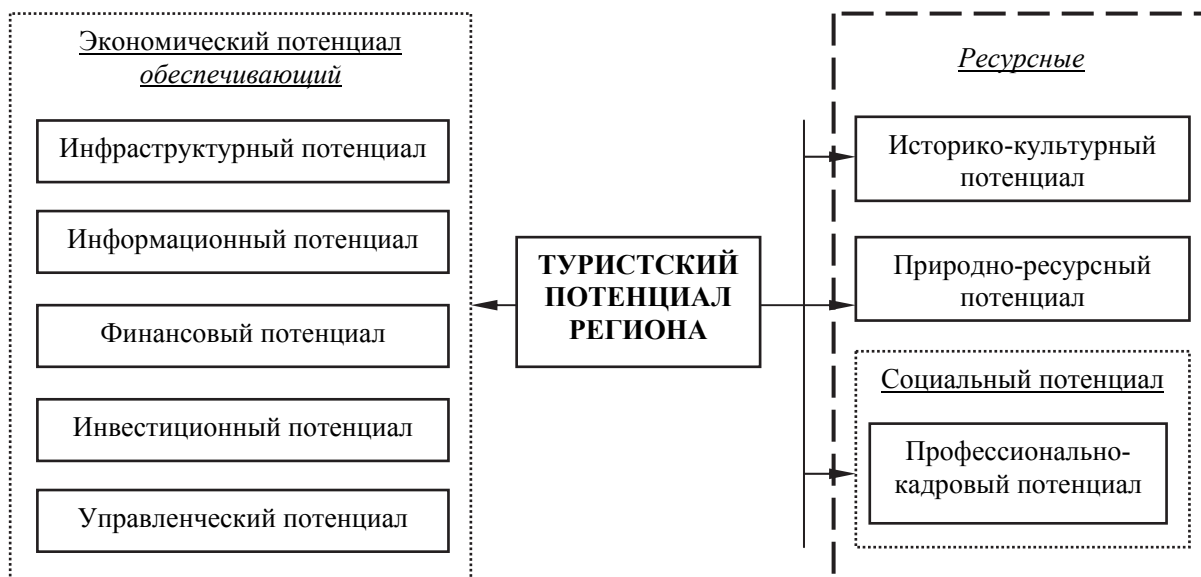 Экономический потенциал
обеспечивающий
Инфраструктурный потенциал
Информационный потенциал
Финансовый потенциал
Инвестиционный потенциал
Управленческий потенциал
ТУРИСТСКИЙ
ПОТЕНЦИАЛ
РЕГИОНА
Ресурсные
Историко-культурный
потенциал
Природно-ресурсный
потенциал
Социальный потенциал
Профессионально-
кадровый потенциал